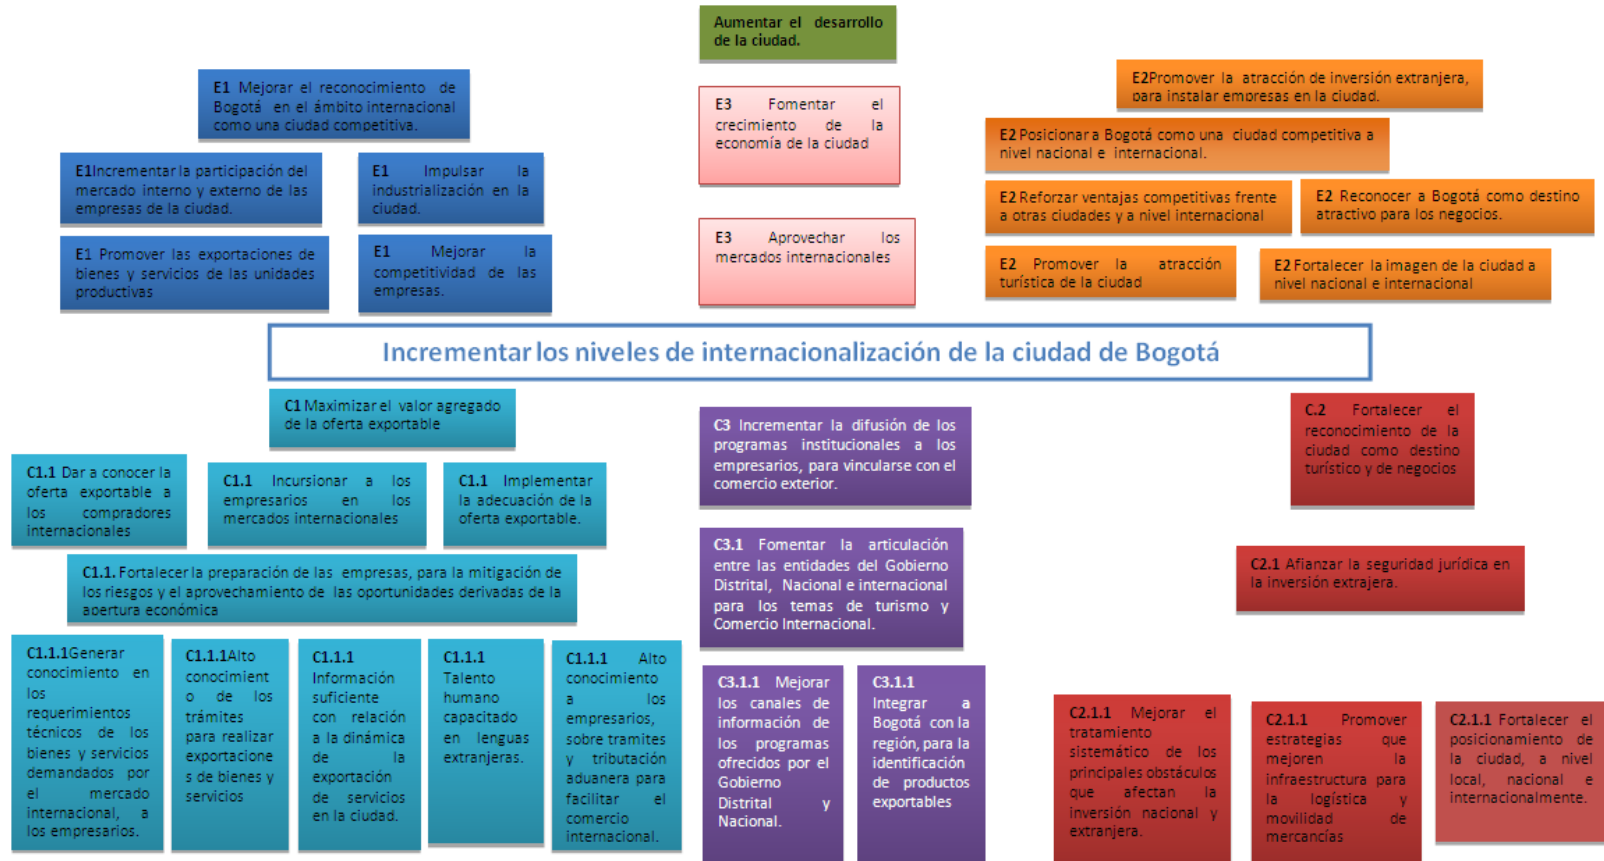 Aumentar el desarrollo
de la ciudad.
E1 Mejorar el reconocimiento de
Bogotá en el ámbito internacional
como una ciudad competitiva.
E1Incrementar la participación del
mercado interno y externo de las
empresas de la ciudad.
E1 Impulsar la
industrialización en la
ciudad.
E1 Promover las exportaciones de
bienes y servicios de las unidades
productivas
E1 Mejorar la
competitividad de las
empresas.
E3 Fomentar el
crecimiento de la
economía de la ciudad
E3 Aprovechar los
mercados internacionales
E2Promover la atracción de inversión extranjera,
para instalar empresas en la ciudad.
E2 Posicionar a Bogotá como una ciudad competitiva a
nivel nacional e internacional.
E2 Reforzar ventajas competitivas frente
a otras ciudades y a nivel internacional
E2 Reconocer a Bogotá como destino
atractivo para los negocios.
E2 Promover la atracción
turística de la ciudad
E2 Fortalecer la imagen de la ciudad a
nivel nacional e internacional
Incrementar los niveles de internacionalización de la ciudad de Bogotá
C1 Maximizar el valor agregado
de la oferta exportable
C1.1 Dar a conocer la
oferta exportable a
los compradores
internacionales
C1.1 Incursionar a los
empresarios en los
mercados internacionales
C1.1 Implementar
la adecuación de la
oferta exportable.
C1.1. Fortalecer la preparación de las empresas, para la mitigación de
los riesgos y el aprovechamiento de las oportunidades derivadas de la
apertura económica
C1.1.1Generar
conocimiento en
los
requerimientos
técnicos de los
bienes y servicios
demandados por
el mercado
internacional, a
los empresarios.
C1.1.1Alto
conocimient
o de los
trámites
para realizar
exportacione
s de bienes y
servicios
C1.1.1
Información
suficiente
con relación
a la dinámica
de la
exportación
de servicios
en la ciudad.
C1.1.1
Talento
humano
capacitado
en lenguas
extranjeras.
C1.1.1 Alto
conocimiento
a los
empresarios,
sobre tramites
y tributación
aduanera para
facilitar el
comercio
internacional.
C3 Incrementar la difusión de los
programas institucionales a los
empresarios, para vincularse con el
comercio exterior.
C3.1 Fomentar la articulación
entre las entidades del Gobierno
Distrital, Nacional e internacional
para los temas de turismo y
Comercio Internacional.
C3.1.1 Mejorar
los canales de
información de
los programas
ofrecidos por el
Gobierno
Distrital y
Nacional.
C3.1.1
Integrar a
Bogotá con la
región, para la
identificación
de productos
exportables
C.2 Fortalecer el
reconocimiento de la
ciudad como destino
turístico y de negocios
C2.1 Afianzar la seguridad jurídica en
la inversión extrajera.
C2.1.1 Mejorar el
tratamiento
sistemático de los
principales obstáculos
que afectan la
inversión nacional y
extranjera.
C2.1.1 Promover
estrategias que
mejoren la
infraestructura para
la logística y
movilidad de
mercancías
C2.1.1 Fortalecer el
posicionamiento de
la ciudad, a nivel
local, nacional e
internacionalmente.